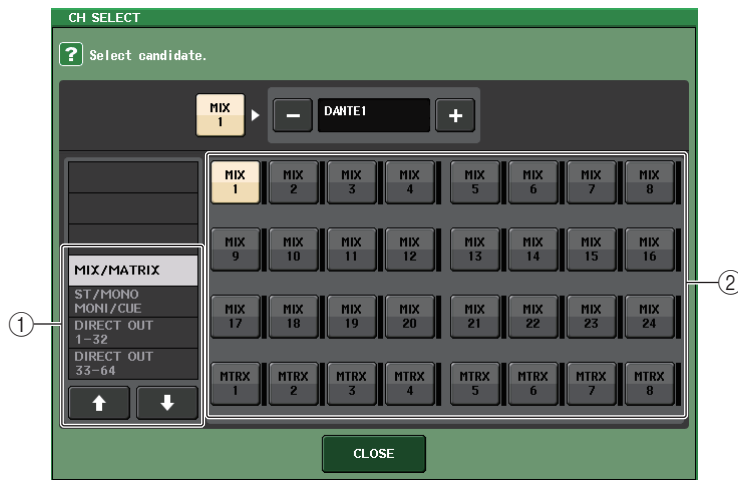 CH SELECT
? Select candidate.
MIX 1
−
DANTE1
+
MIX 1 MIX 2 MIX 3 MIX 4 MIX 5 MIX 6 MIX 7 MIX 8
MIX 9 MIX 10 MIX 11 MIX 12 MIX 13 MIX 14 MIX 15 MIX 16
MIX 17 MIX 18 MIX 19 MIX 20 MIX 21 MIX 22 MIX 23 MIX 24
MTRX 1 MTRX 2 MTRX 3 MTRX 4 MTRX 5 MTRX 6 MTRX 7 MTRX 8
MIX/MATRIX
ST/MONO
MONI/CUE
DIRECT OUT
1-32
DIRECT OUT
33-64
①
②
CLOSE